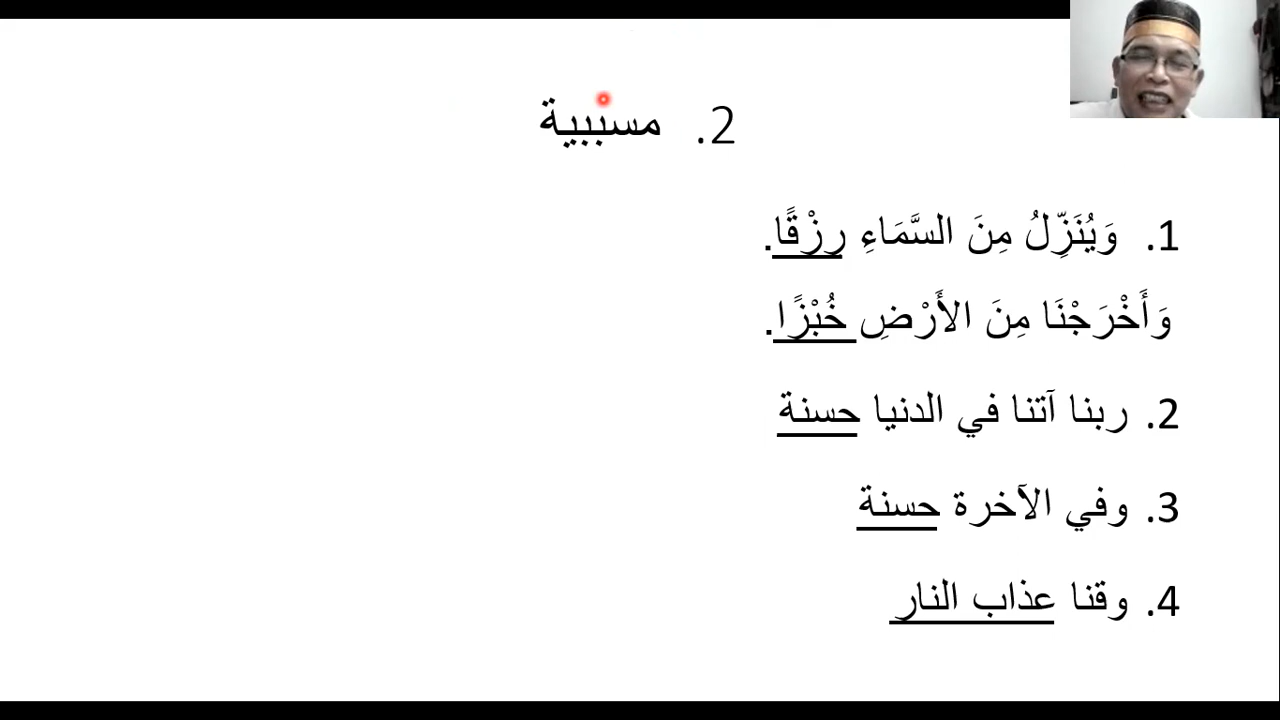 2. مسببية
1. وَيُنَزِّلُ مِنَ السَّمَاءِ رِزْقًا.
وَأَخْرَجْنَا مِنَ الأَرْضِ خُبْزًا.
2. ربنا آتنا في الدنيا حسنة
3. وفي الآخرة حسنة
4. وقنا عذاب النار